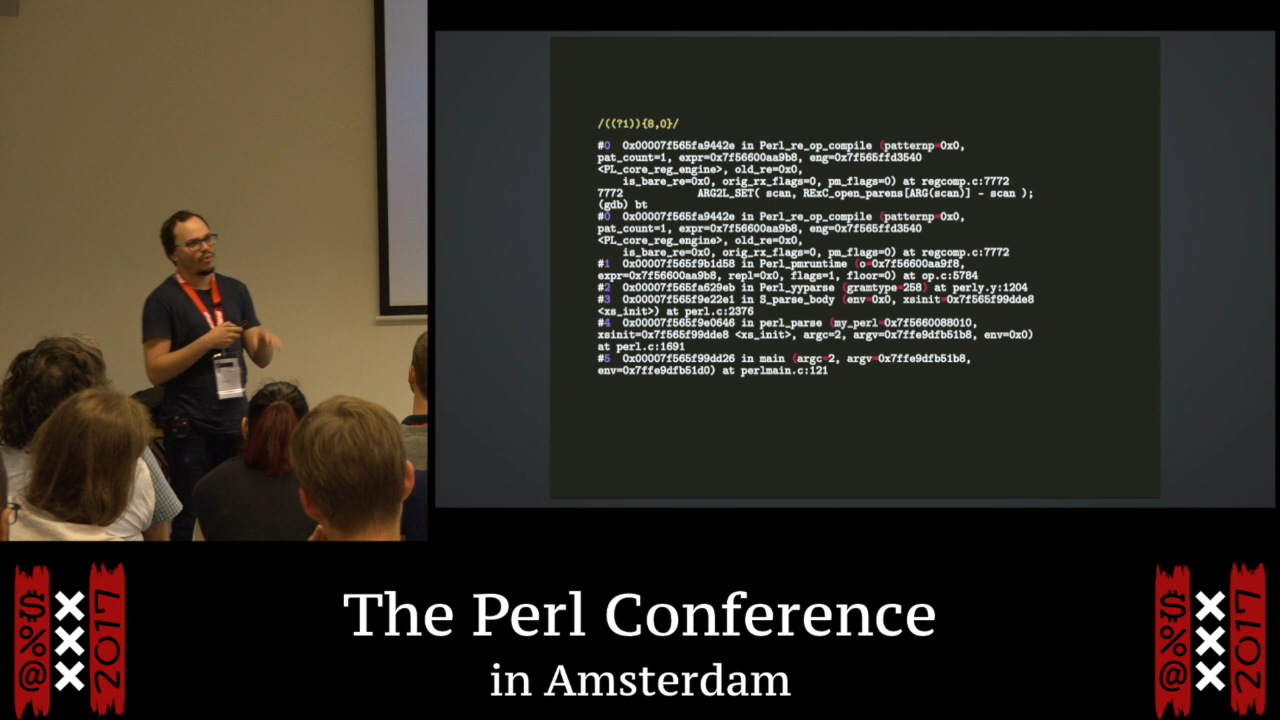 /((?1)){8,0}/
#0  0x00007f565fa9442e in Perl_re_op_compile (patternp=0x0,
pat_count=1, expr=0x7f56600aa9b8, eng=0x7f565ffd3540
<PL_core_reg_engine>, old_re=0x0,
    is_bare_re=0x0, orig_rx_flags=0, pm_flags=0) at regcomp.c:7772
7772            ARG2L_SET( scan, RExC_open_parens[ARG(scan)] - scan );
(gdb) bt
#0  0x00007f565fa9442e in Perl_re_op_compile (patternp=0x0,
pat_count=1, expr=0x7f56600aa9b8, eng=0x7f565ffd3540
<PL_core_reg_engine>, old_re=0x0,
    is_bare_re=0x0, orig_rx_flags=0, pm_flags=0) at regcomp.c:7772
#1  0x00007f565f9b1d58 in Perl_pmruntime (o=0x7f56600aa9f8,
expr=0x7f56600aa9b8, repl=0x0, flags=1, floor=0) at op.c:5784
#2  0x00007f565fa629eb in Perl_yyparse (gramtype=258) at perly.y:1204
#3  0x00007f565f9e22e1 in S_parse_body (env=0x0, xsinit=0x7f565f99dde8
<xs_init>) at perl.c:2376
#4  0x00007f565f9e0646 in perl_parse (my_perl=0x7f5660088010,
xsinit=0x7f565f99dde8 <xs_init>, argc=2, argv=0x7ffe9dfb51b8, env=0x0)
at perl.c:1691
#5  0x00007f565f99dd26 in main (argc=2, argv=0x7ffe9dfb51b8,
env=0x7ffe9dfb51d0) at perlmain.c:121
The Perl Conference
in Amsterdam
@%$
XXX
2017
@%$
XXX
2017